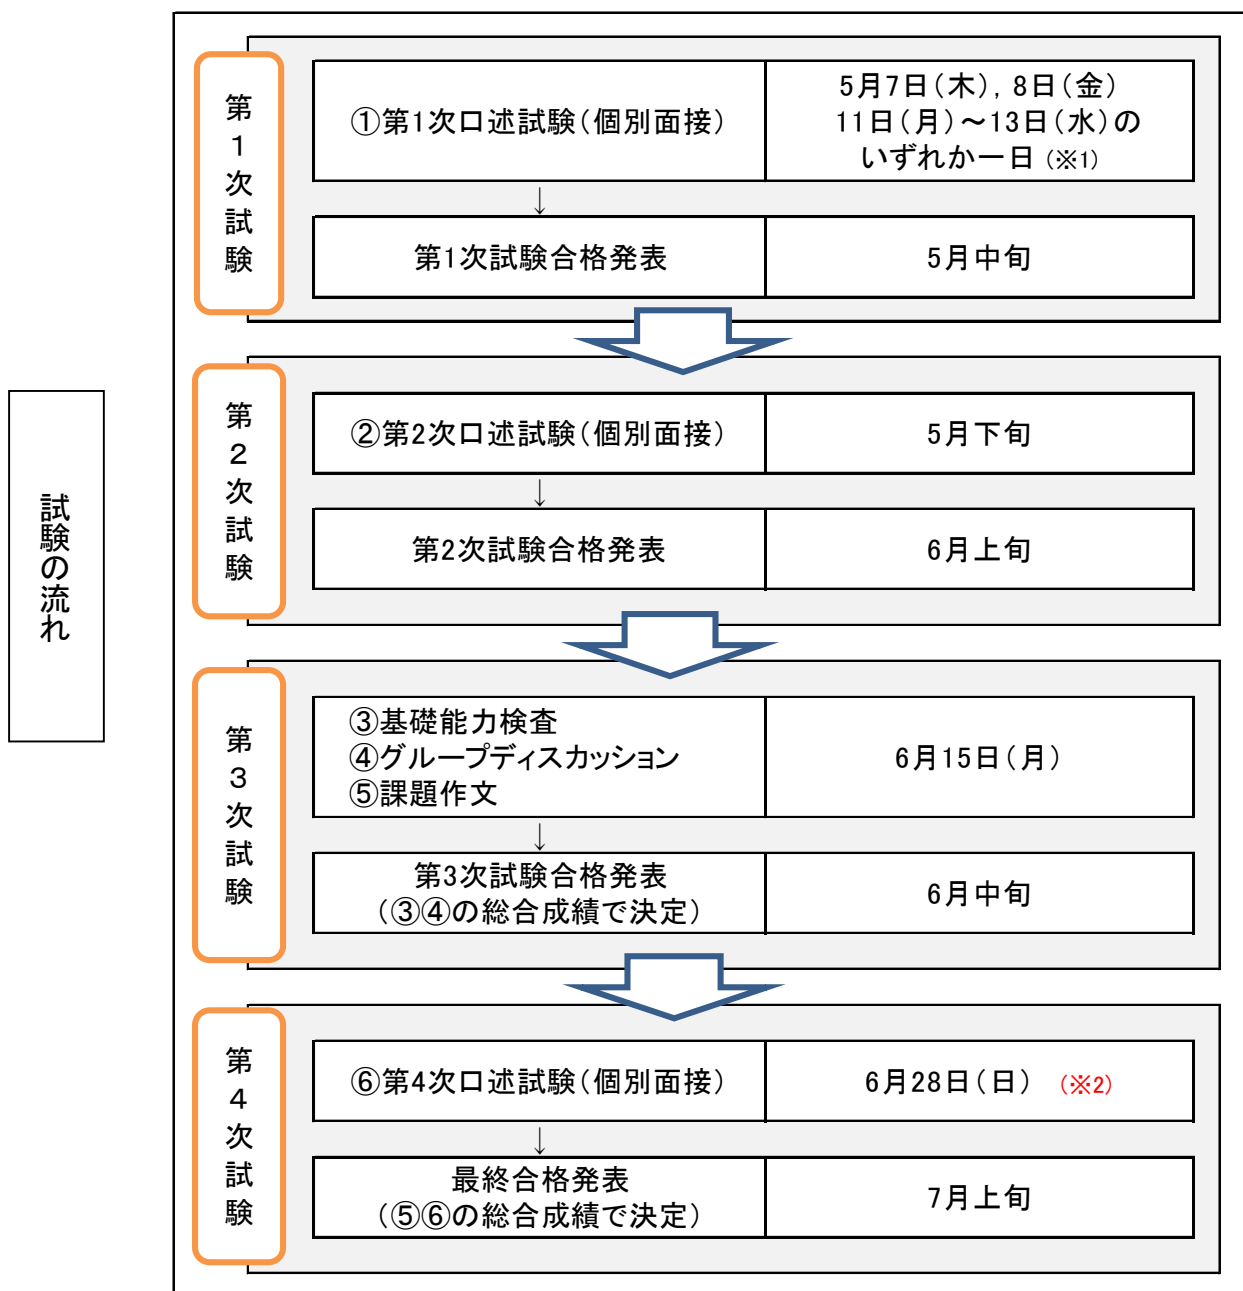 試験の流れ
第1次試験
①第1次口述試験(個別面接)
5月7日(木),8日(金)
11日(月)~13日(水)の
いずれか一日 (※1)
↓
第1次試験合格発表
5月中旬
第2次試験
②第2次口述試験(個別面接)
5月下旬
↓
第2次試験合格発表
6月上旬
第3次試験
③基礎能力検査
④グループディスカッション
⑤課題作文
6月15日(月)
↓
第3次試験合格発表
(③④の総合成績で決定)
6月中旬
第4次試験
⑥第4次口述試験(個別面接)
6月28日(日) (※2)
↓
最終合格発表
(⑤⑥の総合成績で決定)
7月上旬